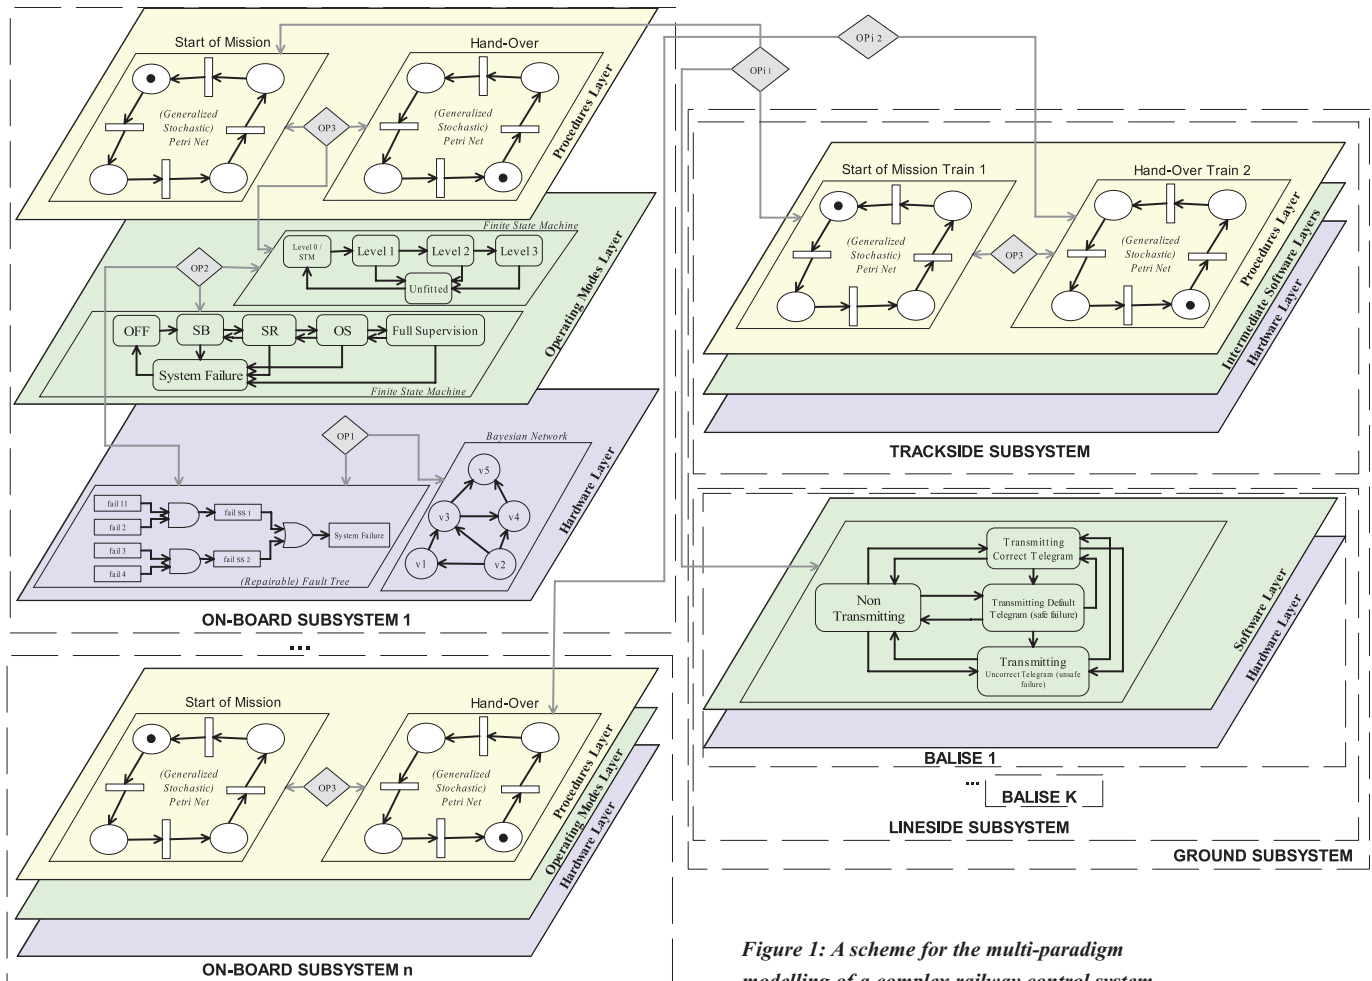 Start of Mission
Hand-Over
(Generalized
Stochastic)
Petri Net
OP3
(Generalized
Stochastic)
Petri Net
Procedures Layer
Finite State Machine
Level 0 /
STM
Level 1
Level 2
Level 3
Unfitted
OP2
OFF
SB
SR
OS
Full Supervision
System Failure
Finite State Machine
Operating Modes Layer
OP1
Bayesian Network
v5
v3
v4
v1
v2
fail 11
fail 2
fail 3
fail 4
fail SS 1
fail SS 2
System Failure
(Repairable) Fault Tree
Hardware Layer
ON-BOARD SUBSYSTEM 1
...
Start of Mission
Hand-Over
(Generalized
Stochastic)
Petri Net
OP3
(Generalized
Stochastic)
Petri Net
Procedures Layer
Operating Modes Layer
Hardware Layer
ON-BOARD SUBSYSTEM n
OPi 2
OPi 1
Start of Mission Train 1
Hand-Over Train 2
(Generalized
Stochastic)
Petri Net
OP3
(Generalized
Stochastic)
Petri Net
Procedures Layer
Intermediate Software Layers
Hardware Layer
TRACKSIDE SUBSYSTEM
Transmitting
Correct Telegram
Non
Transmitting
Transmitting Default
Telegram (safe failure)
Transmitting
Uncorrect Telegram (unsafe
failure)
Software Layer
Hardware Layer
BALISE 1
...
BALISE K
LINESIDE SUBSYSTEM
GROUND SUBSYSTEM
Figure 1: A scheme for the multi-paradigm
modelling of a complex railway control system